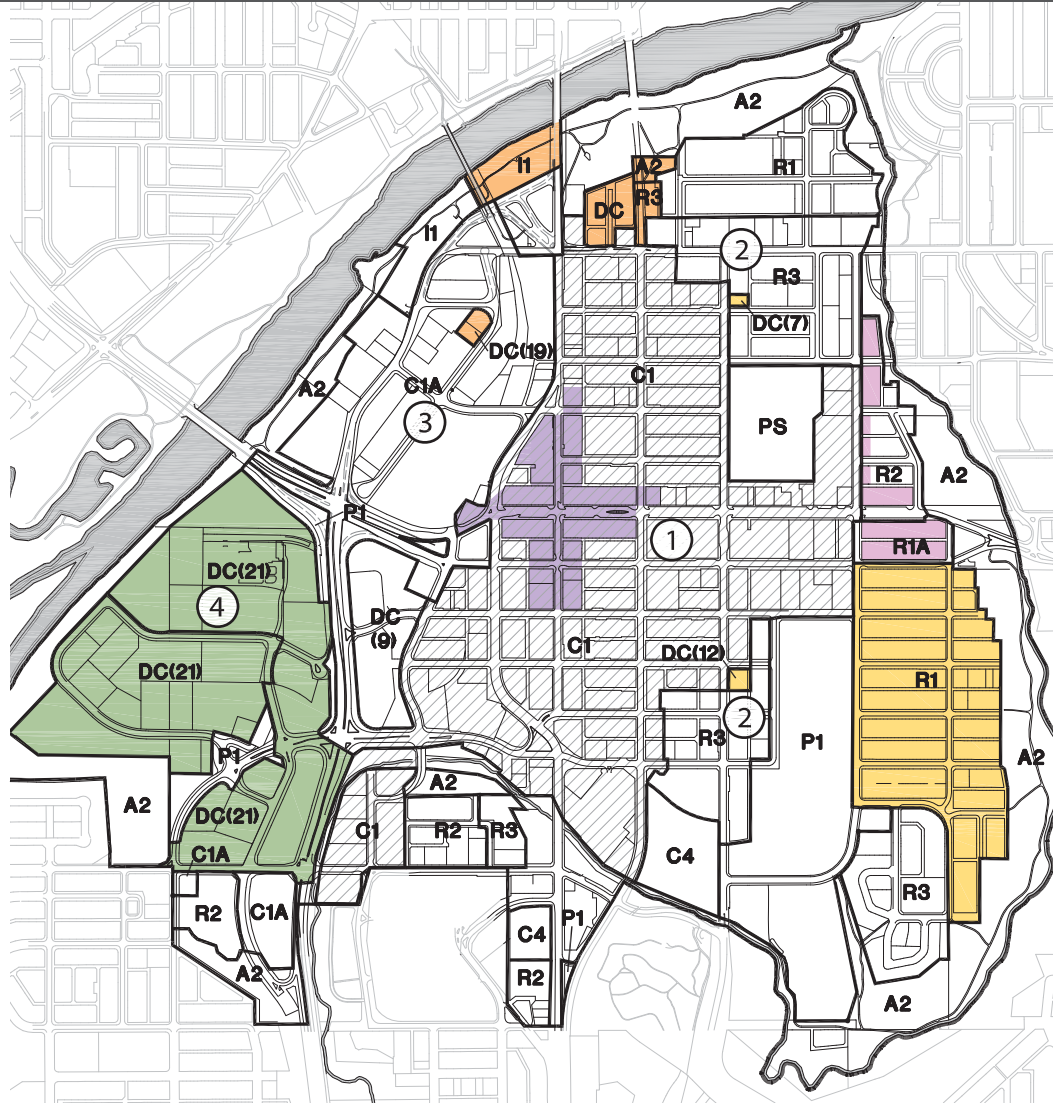 A2
I1
A2
R1
R3
DC
I1
2
R3
DC(7)
DC(19)
C1
C1A
A2
3
PS
R2
A2
P1
1
R1A
DC(21)
4
DC
(9)
C1
DC(12)
DC(21)
R1
2
R3
P1
P1
A2
A2
A2
DC(21)
C1
R2
R3
C1A
C4
R3
R2
C1A
P1
C4
A2
R2
A2